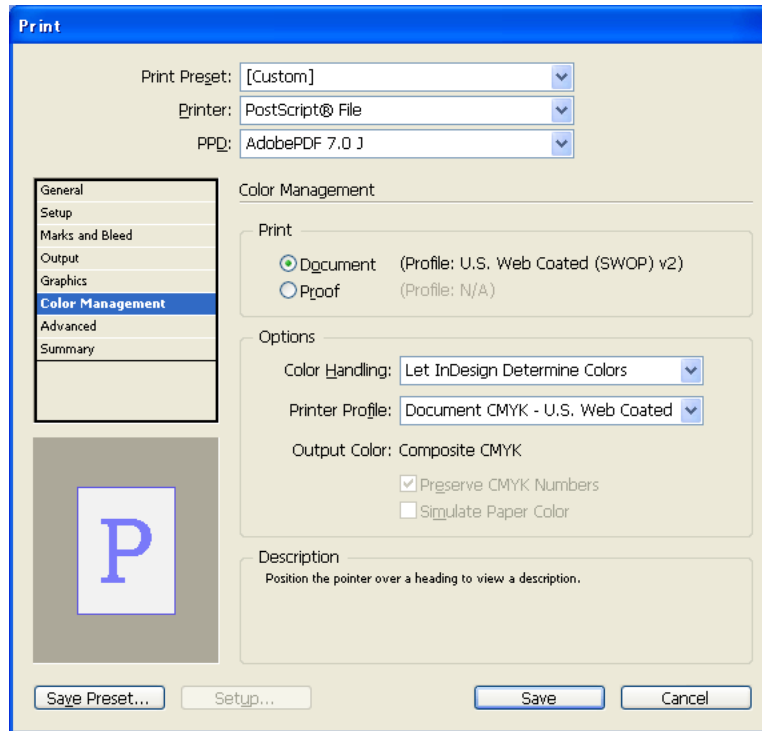 Print
Print Preset: [Custom]
Printer: PostScript® File
PPD: AdobePDF 7.0 J
General
Setup
Marks and Bleed
Output
Graphics
Color Management
Advanced
Summary
P
Color Management
Print
Document (Profile: U.S. Web Coated (SWOP) v2)
Proof (Profile: N/A)
Options
Color Handling: Let InDesign Determine Colors
Printer Profile: Document CMYK - U.S. Web Coated
Output Color: Composite CMYK
Preserve CMYK Numbers
Simulate Paper Color
Description
Position the pointer over a heading to view a description.
Save Preset... Setup... Save Cancel